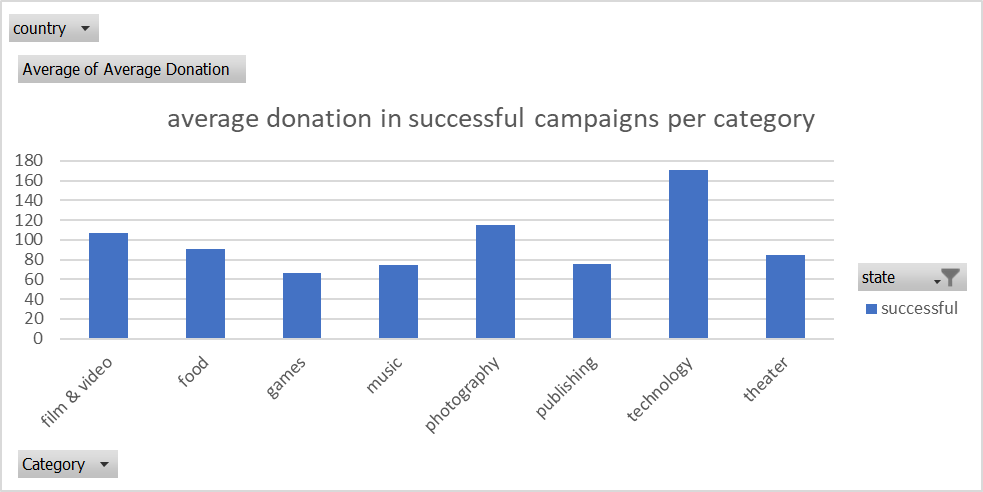 country
Average of Average Donation
average donation in successful campaigns per category
180
160
140
120
100
80
60
40
20
0
film & video
food
games
music
photography
publishing
technology
theater
state
successful
Category